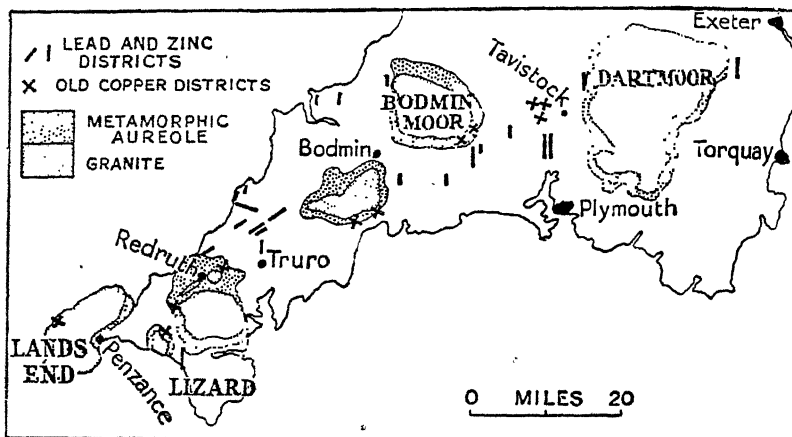 LEAD AND ZINC
DISTRICTS
OLD COPPER DISTRICTS
METAMORPHIC
AUREOLE
GRANITE
Exeter
Tavistock
DARTMOOR
BODMIN
MOOR
Bodmin
Torquay
Plymouth
Redruth
Truro
LANDS
END
Penzance
LIZARD
0 MILES 20